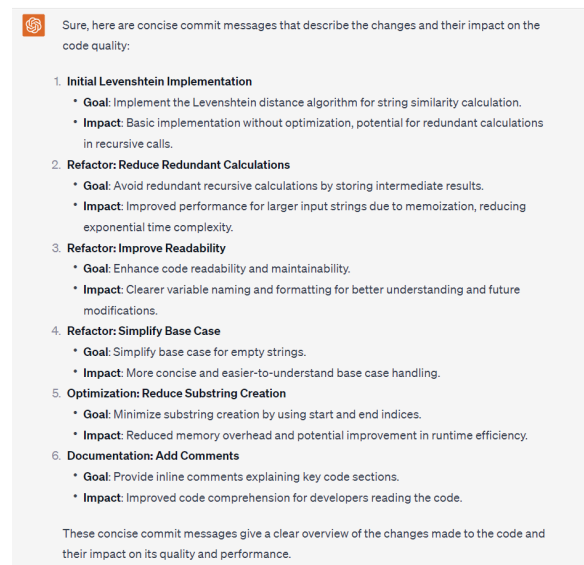 Sure, here are concise commit messages that describe the changes and their impact on the
code quality:
1. Initial Levenshtein Implementation
• Goal: Implement the Levenshtein distance algorithm for string similarity calculation.
• Impact: Basic implementation without optimization, potential for redundant calculations
in recursive calls.
2. Refactor: Reduce Redundant Calculations
• Goal: Avoid redundant recursive calculations by storing intermediate results.
• Impact: Improved performance for larger input strings due to memoization, reducing
exponential time complexity.
3. Refactor: Improve Readability
• Goal: Enhance code readability and maintainability.
• Impact: Clearer variable naming and formatting for better understanding and future
modifications.
4. Refactor: Simplify Base Case
• Goal: Simplify base case for empty strings.
• Impact: More concise and easier-to-understand base case handling.
5. Optimization: Reduce Substring Creation
• Goal: Minimize substring creation by using start and end indices.
• Impact: Reduced memory overhead and potential improvement in runtime efficiency.
6. Documentation: Add Comments
• Goal: Provide inline comments explaining key code sections.
• Impact: Improved code comprehension for developers reading the code.
These concise commit messages give a clear overview of the changes made to the code and
their impact on its quality and performance.